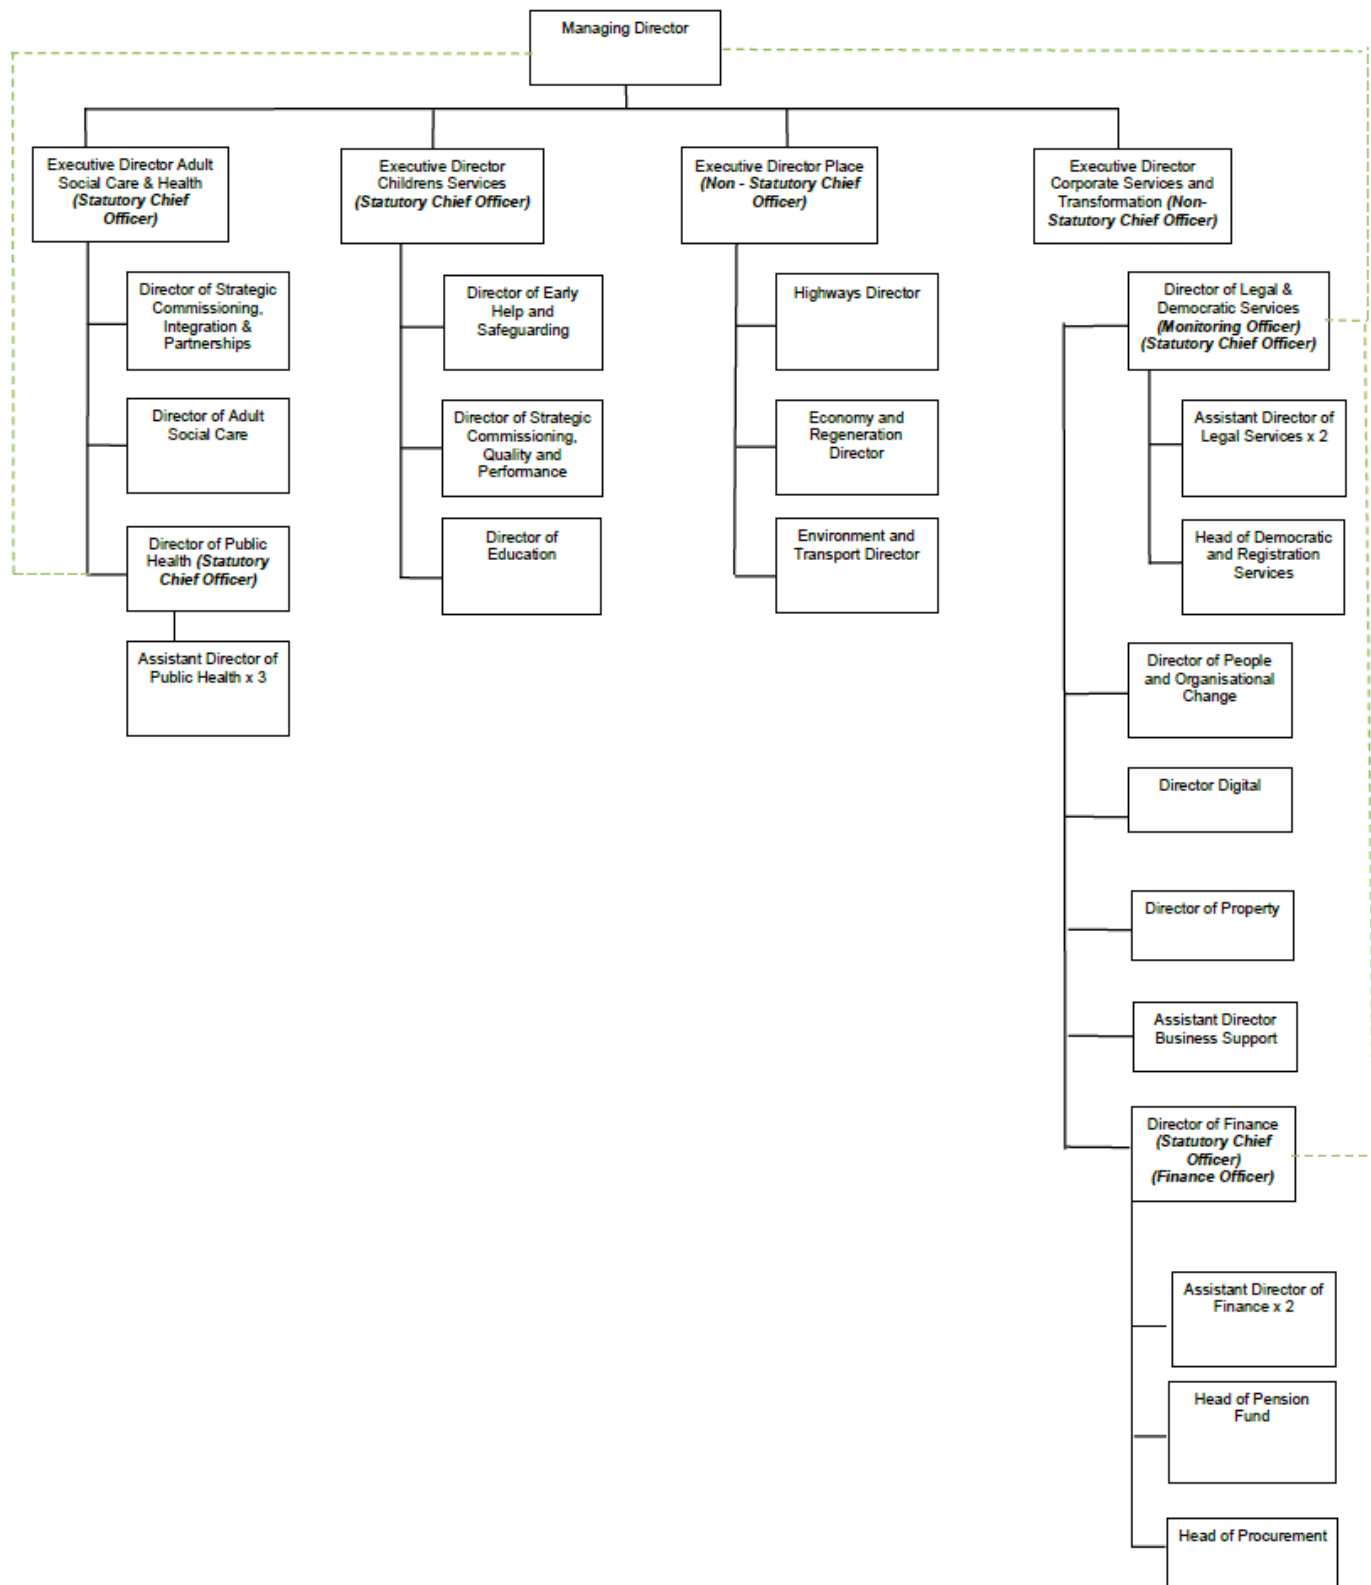 Managing Director
Executive Director Adult
Social Care & Health
(Statutory Chief
Officer)
Executive Director
Childrens Services
(Statutory Chief Officer)
Executive Director Place
(Non - Statutory Chief
Officer)
Executive Director
Corporate Services and
Transformation (Non-
Statutory Chief Officer)
Director of Strategic
Commissioning,
Integration &
Partnerships
Director of Adult
Social Care
Director of Public
Health (Statutory
Chief Officer)
Assistant Director of
Public Health x 3
Director of Early
Help and
Safeguarding
Director of Strategic
Commissioning,
Quality and
Performance
Director of
Education
Highways Director
Economy and
Regeneration
Director
Environment and
Transport Director
Director of Legal &
Democratic Services
(Monitoring Officer)
(Statutory Chief Officer)
Assistant Director of
Legal Services x 2
Head of Democratic
and Registration
Services
Director of People
and Organisational
Change
Director Digital
Director of Property
Assistant Director
Business Support
Director of Finance
(Statutory Chief
Officer)
(Finance Officer)
Assistant Director of
Finance x 2
Head of Pension
Fund
Head of Procurement